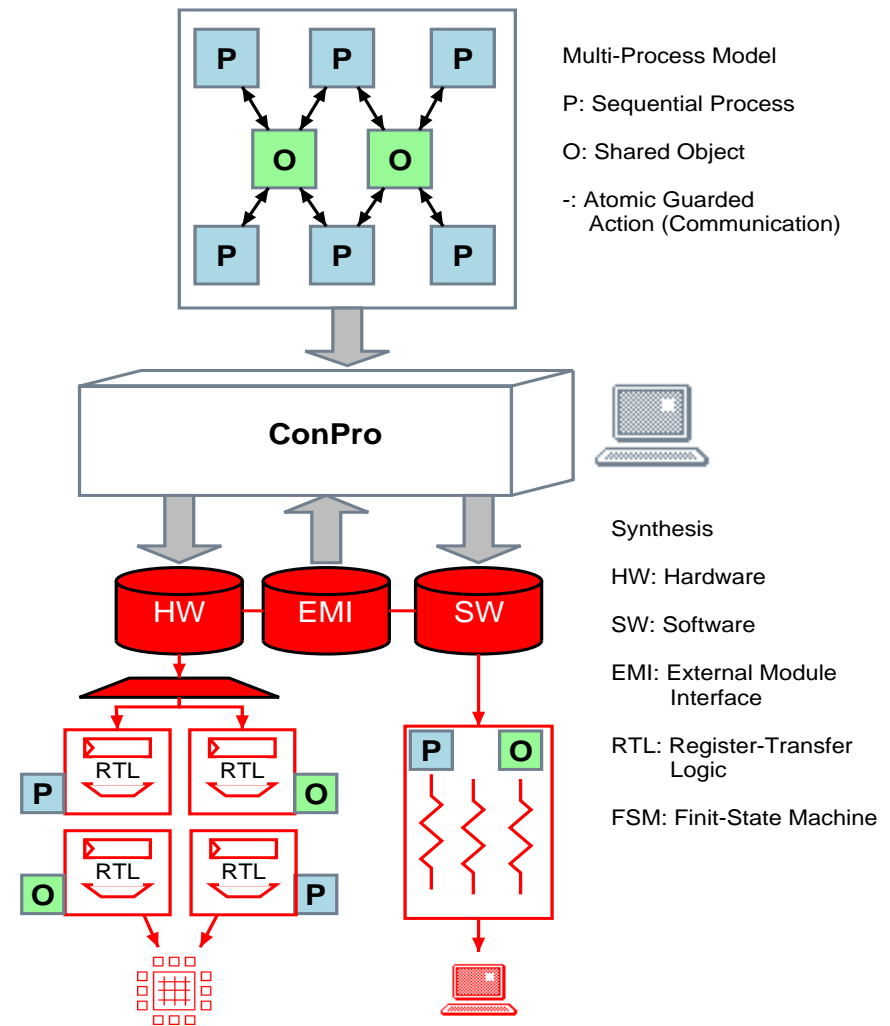 P P P
O O
P P P
Multi-Process Model
P: Sequential Process
O: Shared Object
-: Atomic Guarded
Action (Communication)
ConPro
HW EMI SW
Synthesis
HW: Hardware
SW: Software
EMI: External Module
Interface
RTL: Register-Transfer
Logic
FSM: Finit-State Machine
RTL RTL
P O
RTL RTL
O P
P O